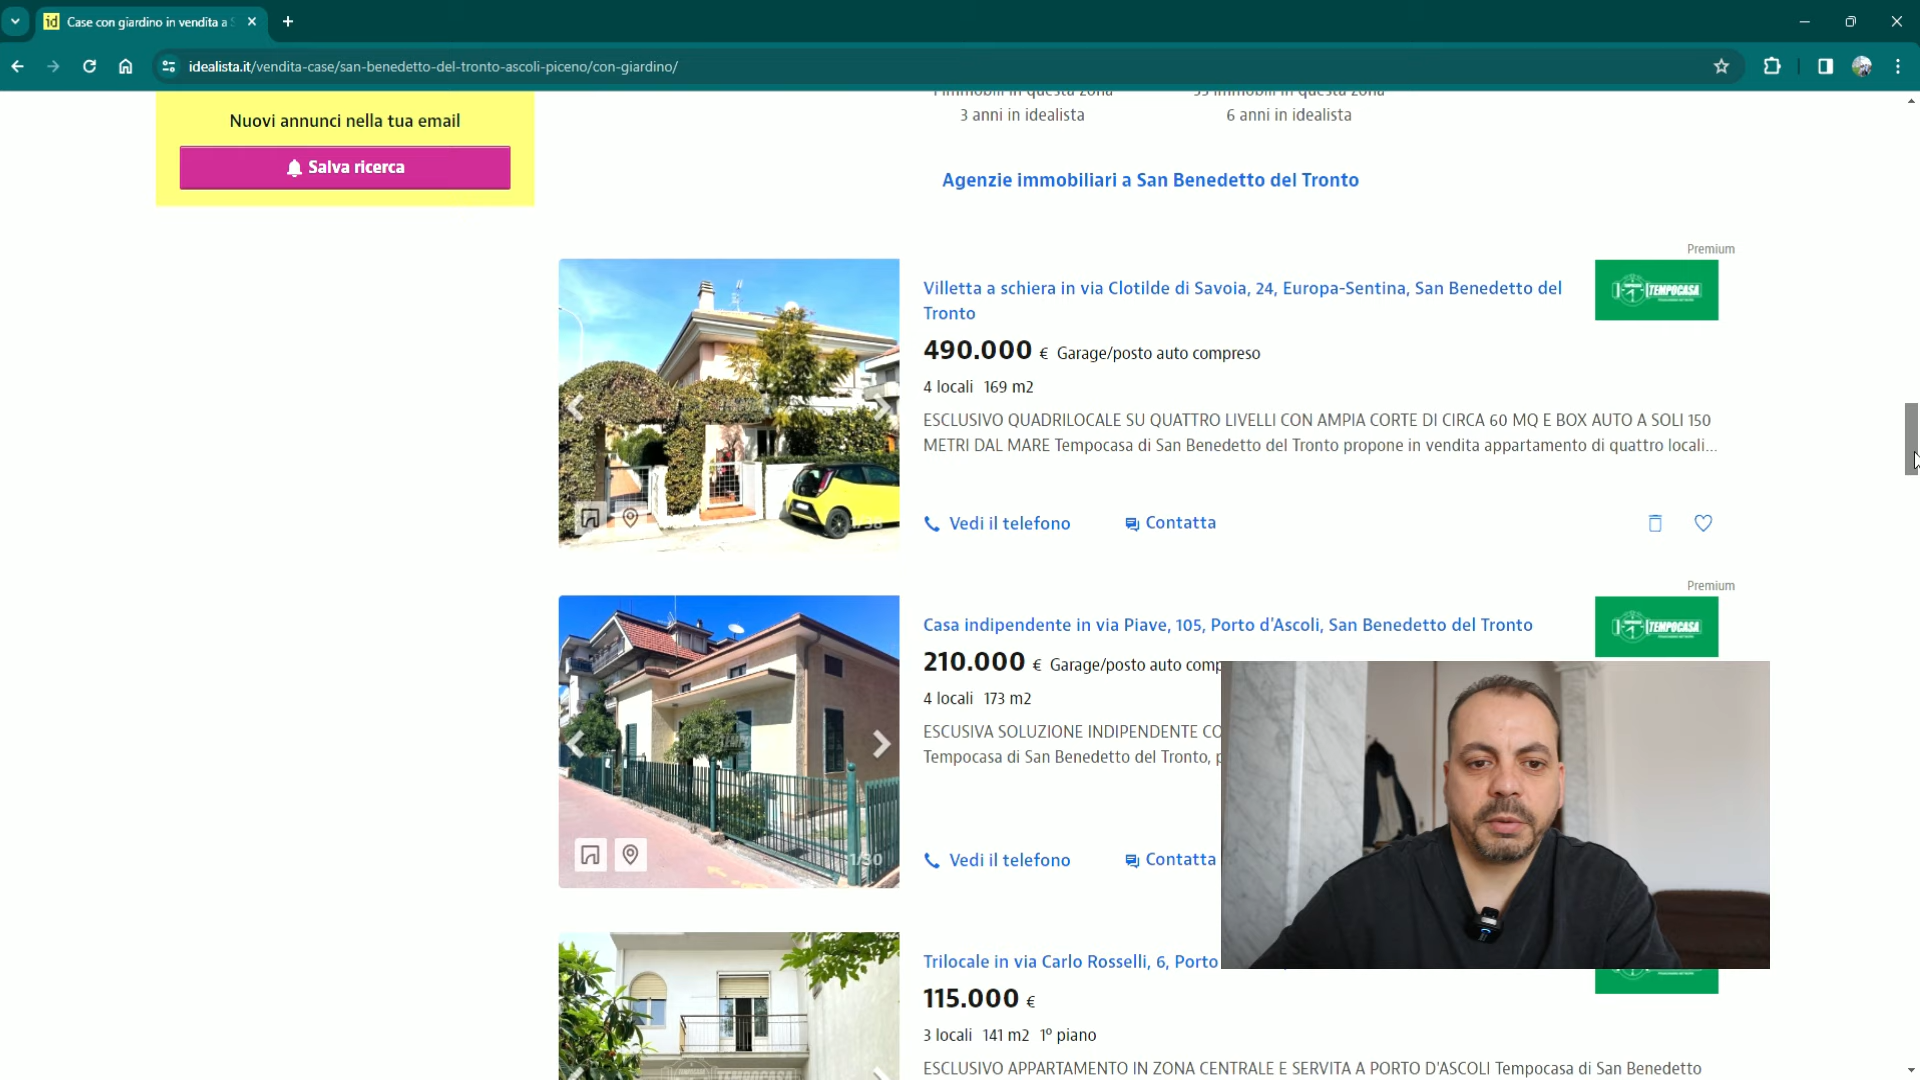 Case con giardino in vendita a S
idealista.it/vendita-case/san-benedetto-del-tronto-ascoli-piceno/con-giardino/
Nuovi annunci nella tua email
Salva ricerca
3 anni in idealista
6 anni in idealista
Agenzie immobiliari a San Benedetto del Tronto
Premium
TEMPOCASA
Villetta a schiera in via Clotilde di Savoia, 24, Europa-Sentina, San Benedetto del
Tronto
490.000 € Garage/posto auto compreso
4 locali 169 m2
ESCLUSIVO QUADRILOCALE SU QUATTRO LIVELLI CON AMPIA CORTE DI CIRCA 60 MQ E BOX AUTO A SOLI 150
METRI DAL MARE Tempocasa di San Benedetto del Tronto propone in vendita appartamento di quattro locali...
Vedi il telefono
Contatta
Premium
TEMPOCASA
Casa indipendente in via Piave, 105, Porto d'Ascoli, San Benedetto del Tronto
210.000 € Garage/posto auto comp
4 locali 173 m2
ESCUSIVA SOLUZIONE INDIPENDENTE CO
Tempocasa di San Benedetto del Tronto, p
1/30
Vedi il telefono
Contatta
Trilocale in via Carlo Rosselli, 6, Porto
115.000 €
3 locali 141 m2 1º piano
ESCLUSIVO APPARTAMENTO IN ZONA CENTRALE E SERVITA A PORTO D'ASCOLI Tempocasa di San Benedetto